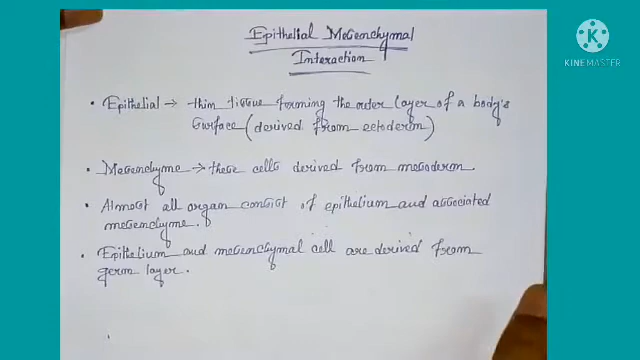 Epithelial Mesenchymal
Interaction
KINEMASTER
• Epithelial → thin tissue forming the outer layer of a body's
surface (derived from ectoderm)
• Mesenchyme → these cells derived from mesoderm.
• Almost all organ consist of epithelium and associated
mesenchyme.
• Epithelium and mesenchymal cell are derived from
germ layer.